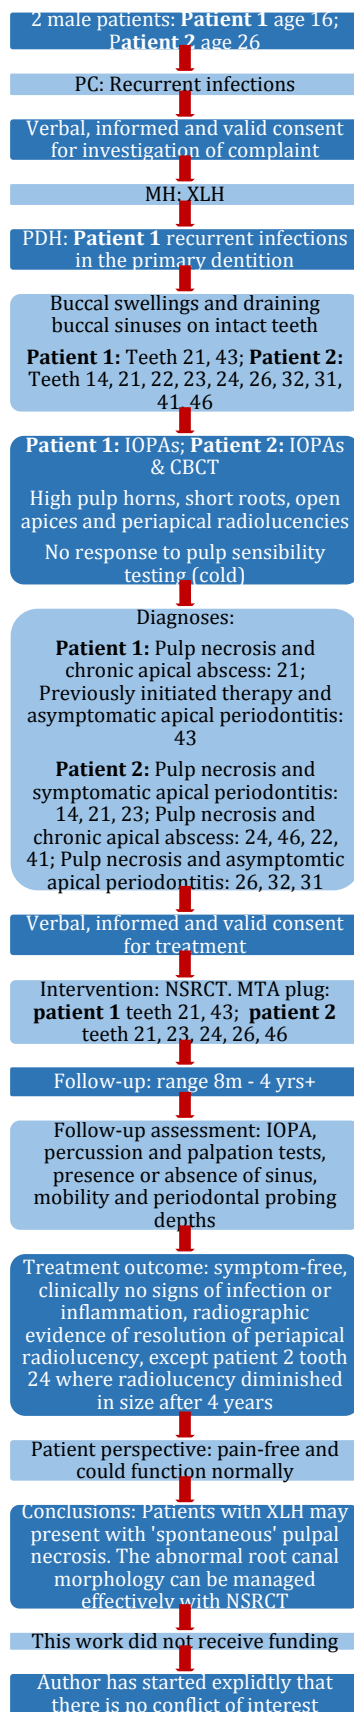 2 male patients: Patient 1 age 16;
Patient 2 age 26
PC: Recurrent infections
Verbal, informed and valid consent
for investigation of complaint
MH: XLH
PDH: Patient 1 recurrent infections
in the primary dentition
Buccal swellings and draining
buccal sinuses on intact teeth
Patient 1: Teeth 21, 43; Patient 2:
Teeth 14, 21, 22, 23, 24, 26, 32, 31,
41, 46
Patient 1: IOPAs; Patient 2: IOPAs
& CBCT
High pulp horns, short roots, open
apices and periapical radiolucencies
No response to pulp sensibility
testing (cold)
Diagnoses:
Patient 1: Pulp necrosis and
chronic apical abscess: 21;
Previously initiated therapy and
asymptomatic apical periodontitis:
43
Patient 2: Pulp necrosis and
symptomatic apical periodontitis:
14, 21, 23; Pulp necrosis and
chronic apical abscess: 24, 46, 22,
41; Pulp necrosis and asymptomtic
apical periodontitis: 26, 32, 31
Verbal, informed and valid consent
for treatment
Intervention: NSRCT. MTA plug:
patient 1 teeth 21, 43; patient 2
teeth 21, 23, 24, 26, 46
Follow-up: range 8m - 4 yrs+
Follow-up assessment: IOPA,
percussion and palpation tests,
presence or absence of sinus,
mobility and periodontal probing
depths
Treatment outcome: symptom-free,
clinically no signs of infection or
inflammation, radiographic
evidence of resolution of periapical
radiolucency, except patient 2 tooth
24 where radiolucency diminished
in size after 4 years
Patient perspective: pain-free and
could function normally
Conclusions: Patients with XLH may
present with 'spontaneous' pulpal
necrosis. The abnormal root canal
morphology can be managed
effectively with NSRCT
This work did not receive funding
Author has started explidtly that
there is no conflict of interest